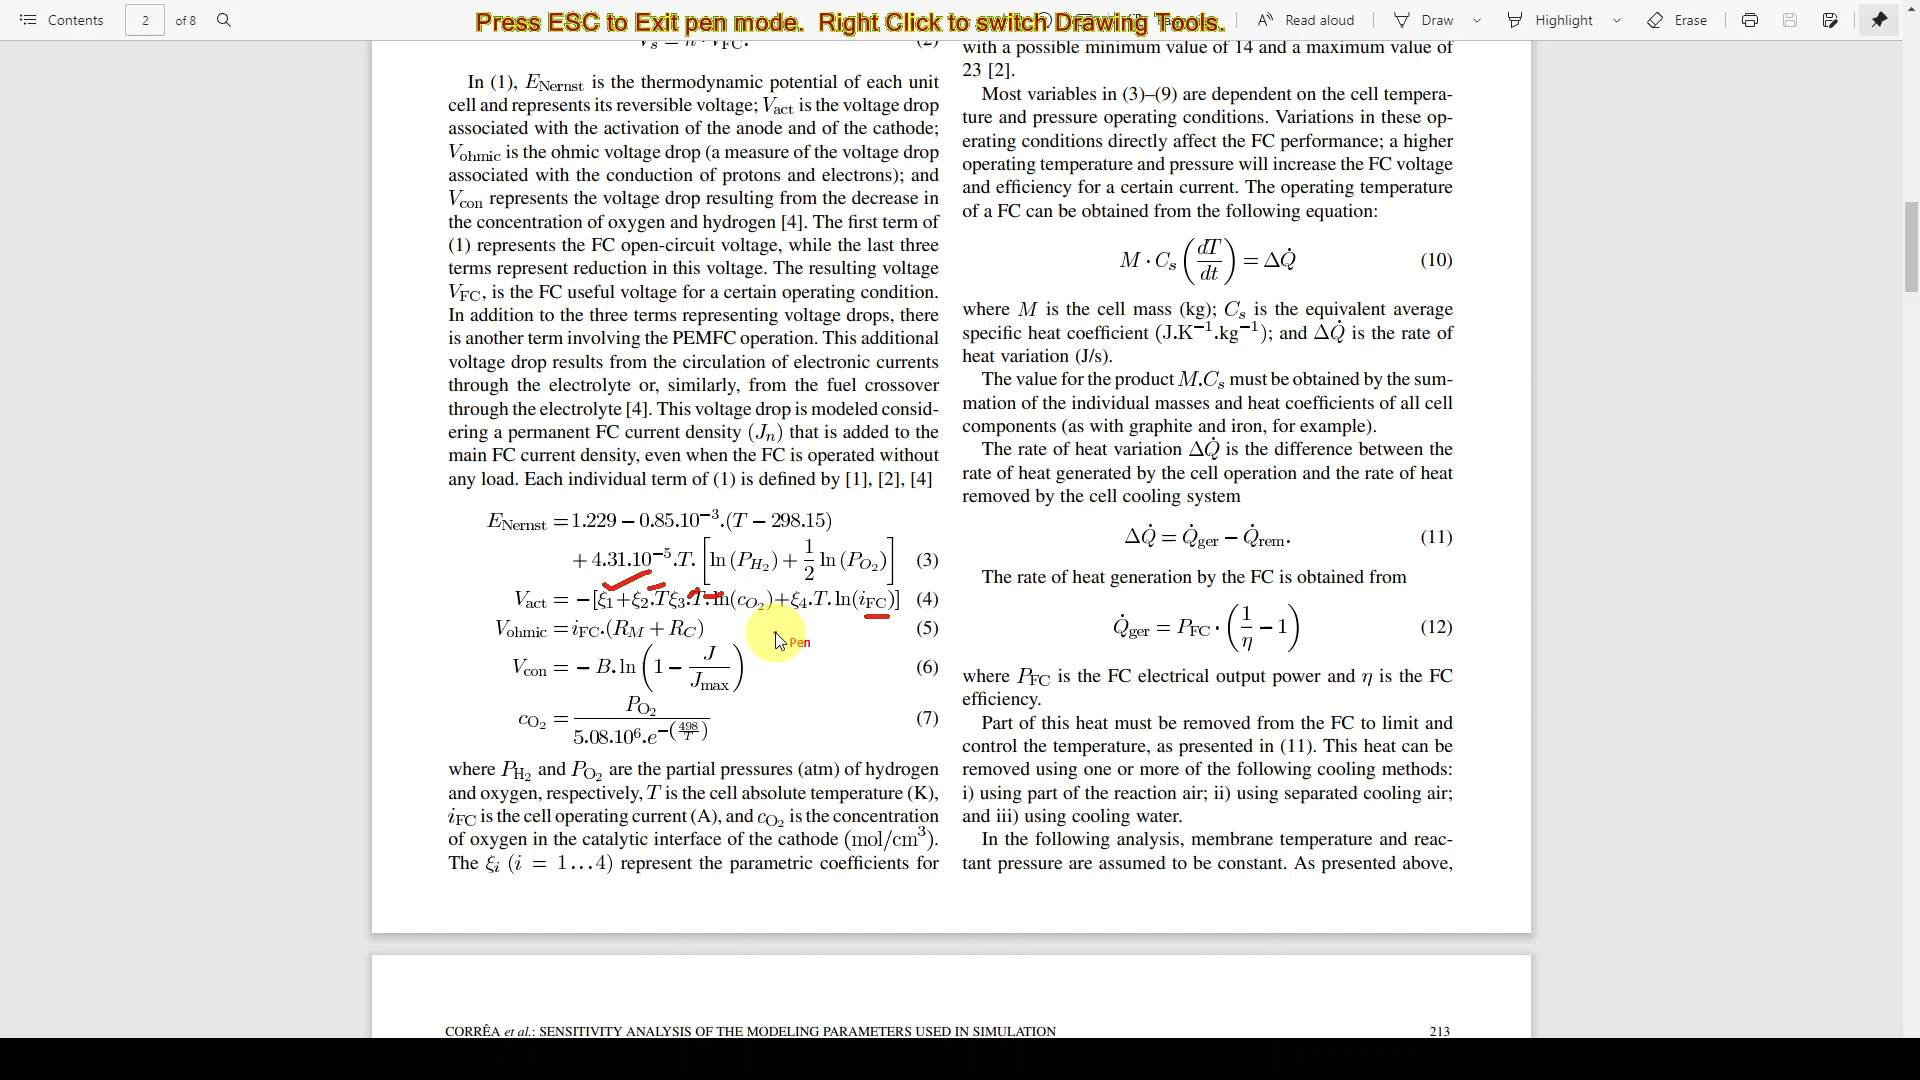 Contents 2 of 8 Press ESC to Exit pen mode. Right Click to switch Drawing Tools. Read aloud Draw Highlight Erase
In (1), E_Nernst is the thermodynamic potential of each unit
cell and represents its reversible voltage; V_act is the voltage drop
associated with the activation of the anode and of the cathode;
V_ohmic is the ohmic voltage drop (a measure of the voltage drop
associated with the conduction of protons and electrons); and
V_con represents the voltage drop resulting from the decrease in
the concentration of oxygen and hydrogen [4]. The first term of
(1) represents the FC open-circuit voltage, while the last three
terms represent reduction in this voltage. The resulting voltage
V_FC, is the FC useful voltage for a certain operating condition.
In addition to the three terms representing voltage drops, there
is another term involving the PEMFC operation. This additional
voltage drop results from the circulation of electronic currents
through the electrolyte or, similarly, from the fuel crossover
through the electrolyte [4]. This voltage drop is modeled consid-
ering a permanent FC current density (J_n) that is added to the
main FC current density, even when the FC is operated without
any load. Each individual term of (1) is defined by [1], [2], [4]
E_Nernst = 1.229 − 0.85.10^−3.(T − 298.15)
+ 4.31.10^−5.T.[ln (P_H2) + 1/2 ln (P_O2)] (3)
V_act = −[ξ1+ξ2.Tξ3.T.ln(c_O2)+ξ4.T.ln(i_FC)] (4)
V_ohmic = i_FC.(R_M + R_C) (5)
Pen
V_con = − B.ln (1 − J/J_max) (6)
c_O2 = P_O2 / 5.08.10^6.e^−(498/T) (7)
where P_H2 and P_O2 are the partial pressures (atm) of hydrogen
and oxygen, respectively, T is the cell absolute temperature (K),
i_FC is the cell operating current (A), and c_O2 is the concentration
of oxygen in the catalytic interface of the cathode (mol/cm^3).
The ξi (i = 1...4) represent the parametric coefficients for
with a possible minimum value of 14 and a maximum value of
23 [2].
Most variables in (3)–(9) are dependent on the cell tempera-
ture and pressure operating conditions. Variations in these op-
erating conditions directly affect the FC performance; a higher
operating temperature and pressure will increase the FC voltage
and efficiency for a certain current. The operating temperature
of a FC can be obtained from the following equation:
M · C_s (dT/dt) = ΔQ̇ (10)
where M is the cell mass (kg); C_s is the equivalent average
specific heat coefficient (J.K^−1.kg^−1); and ΔQ̇ is the rate of
heat variation (J/s).
The value for the product M.C_s must be obtained by the sum-
mation of the individual masses and heat coefficients of all cell
components (as with graphite and iron, for example).
The rate of heat variation ΔQ̇ is the difference between the
rate of heat generated by the cell operation and the rate of heat
removed by the cell cooling system
ΔQ̇ = Q̇_ger − Q̇_rem. (11)
The rate of heat generation by the FC is obtained from
Q̇_ger = P_FC · (1/η − 1) (12)
where P_FC is the FC electrical output power and η is the FC
efficiency.
Part of this heat must be removed from the FC to limit and
control the temperature, as presented in (11). This heat can be
removed using one or more of the following cooling methods:
i) using part of the reaction air; ii) using separated cooling air;
and iii) using cooling water.
In the following analysis, membrane temperature and reac-
tant pressure are assumed to be constant. As presented above,
CORRÊA et al.: SENSITIVITY ANALYSIS OF THE MODELING PARAMETERS USED IN SIMULATION 213